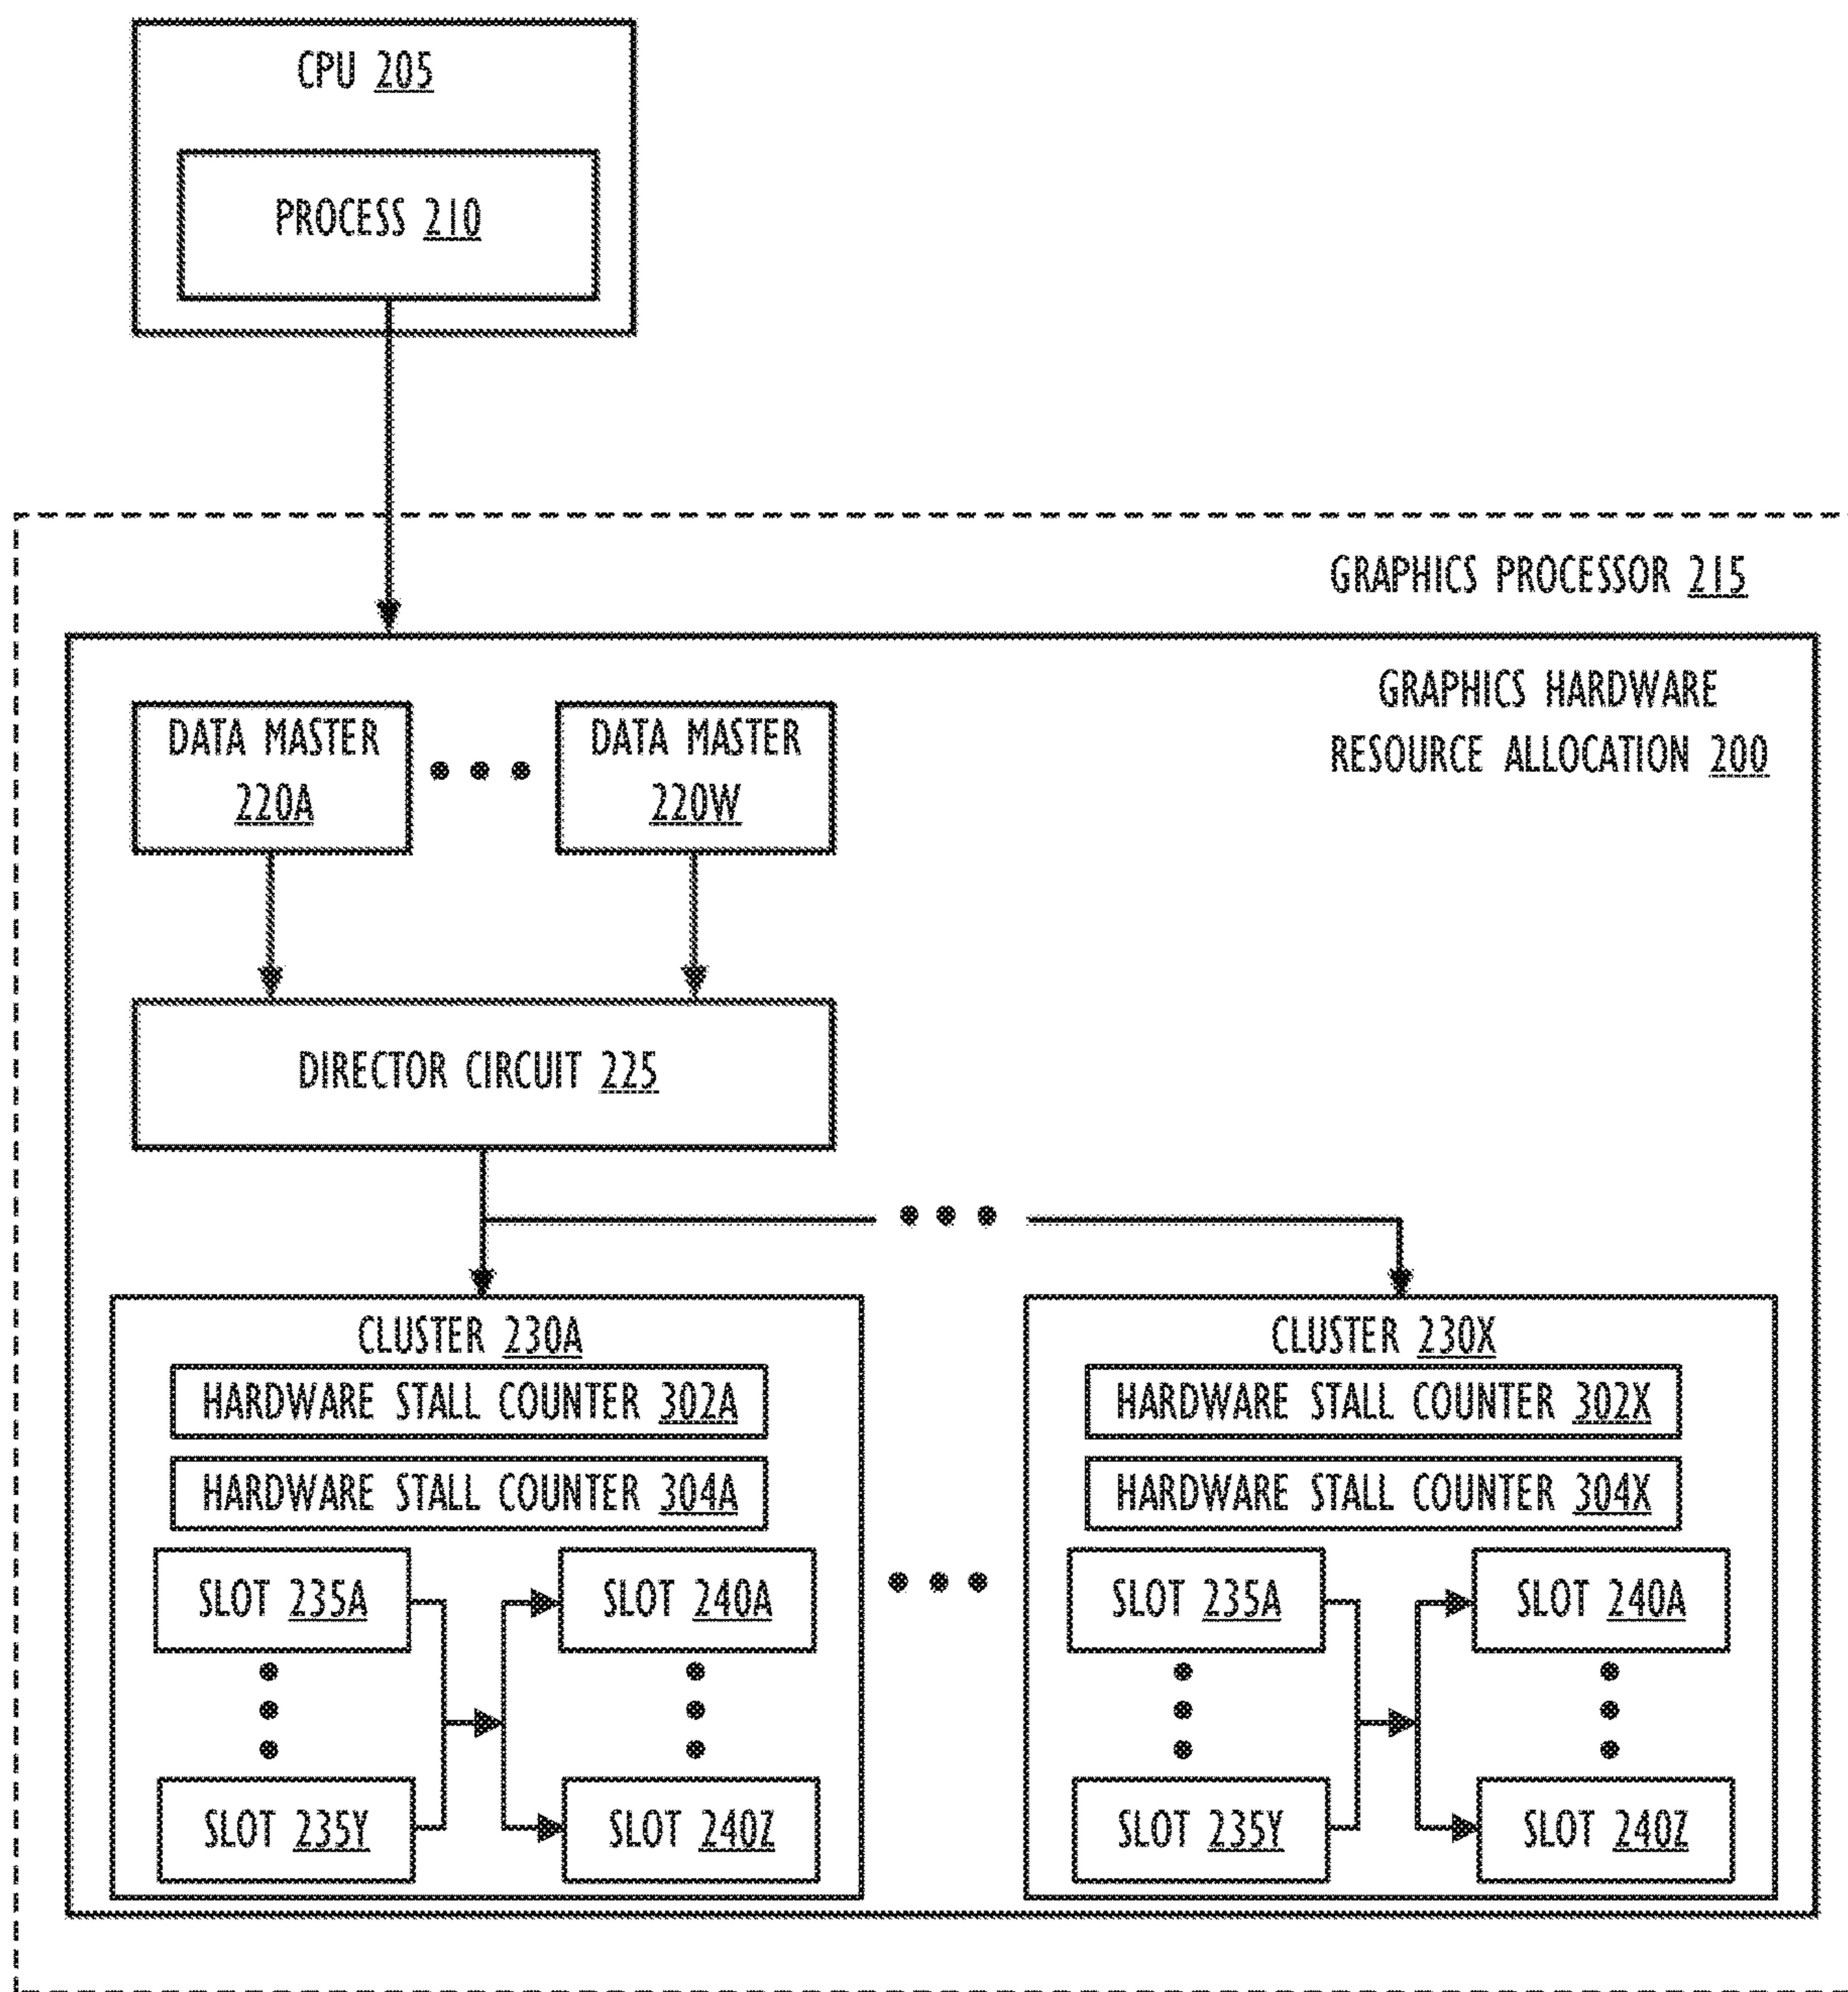 CPU 205
PROCESS 210
GRAPHICS PROCESSOR 215
GRAPHICS HARDWARE
RESOURCE ALLOCATION 200
DATA MASTER
220A
DATA MASTER
220W
DIRECTOR CIRCUIT 225
CLUSTER 230A
HARDWARE STALL COUNTER 302A
HARDWARE STALL COUNTER 304A
SLOT 235A
SLOT 240A
SLOT 235Y
SLOT 240Z
CLUSTER 230X
HARDWARE STALL COUNTER 302X
HARDWARE STALL COUNTER 304X
SLOT 235A
SLOT 240A
SLOT 235Y
SLOT 240Z